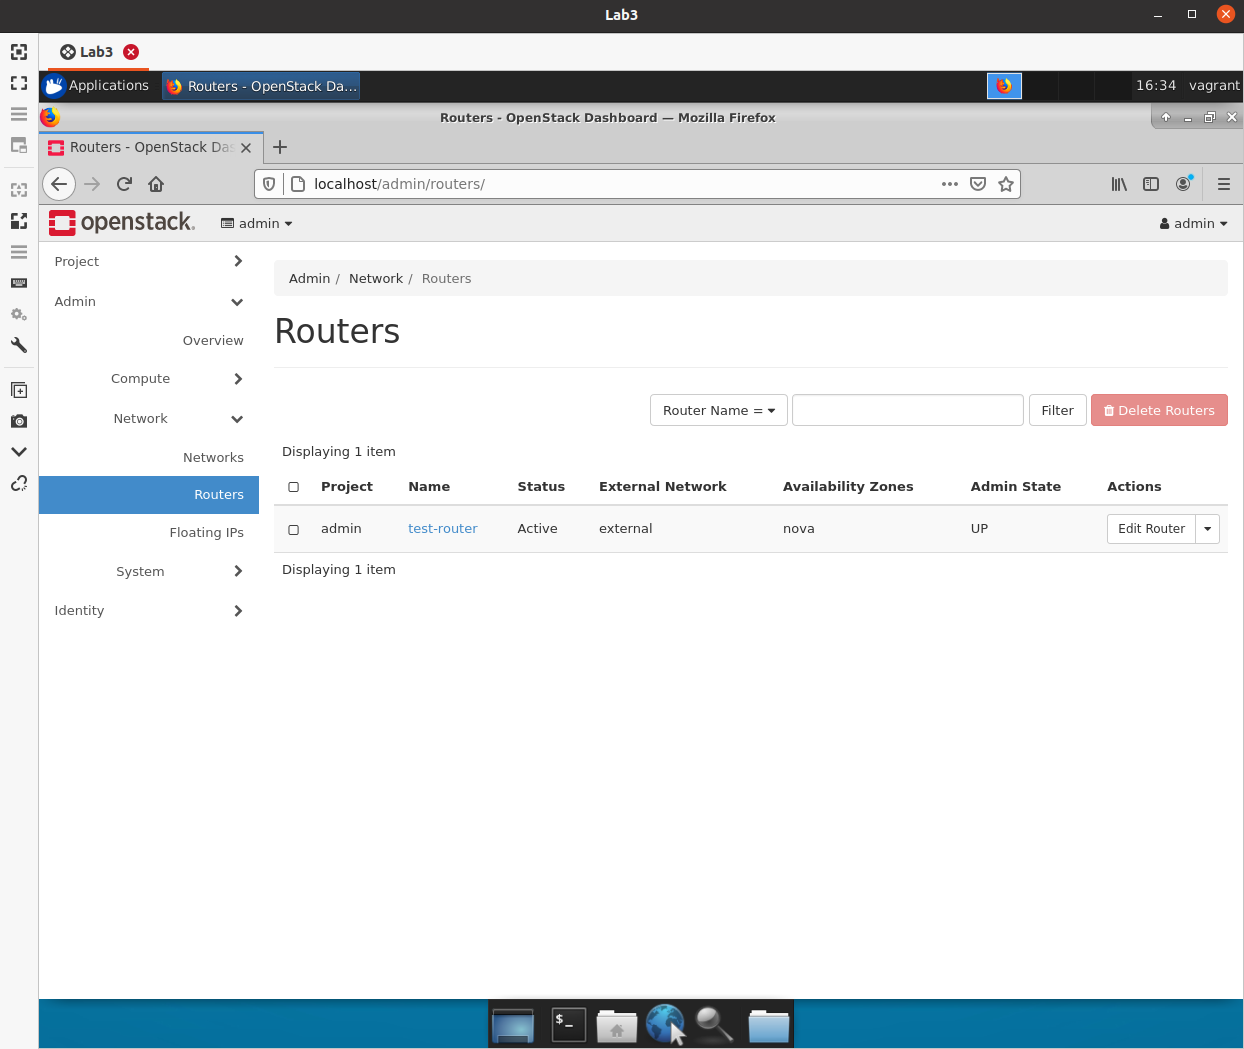 Lab3
Lab3
Applications
Routers - OpenStack Da...
16:34
vagrant
Routers - OpenStack Dashboard — Mozilla Firefox
Routers - OpenStack Das
localhost/admin/routers/
openstack.
admin
admin
Project
Admin
Overview
Compute
Network
Networks
Routers
Floating IPs
System
Identity
Admin / Network / Routers
Routers
Router Name =
Filter
Delete Routers
Displaying 1 item
Project Name Status External Network Availability Zones Admin State Actions
admin test-router Active external nova UP Edit Router
Displaying 1 item
$_